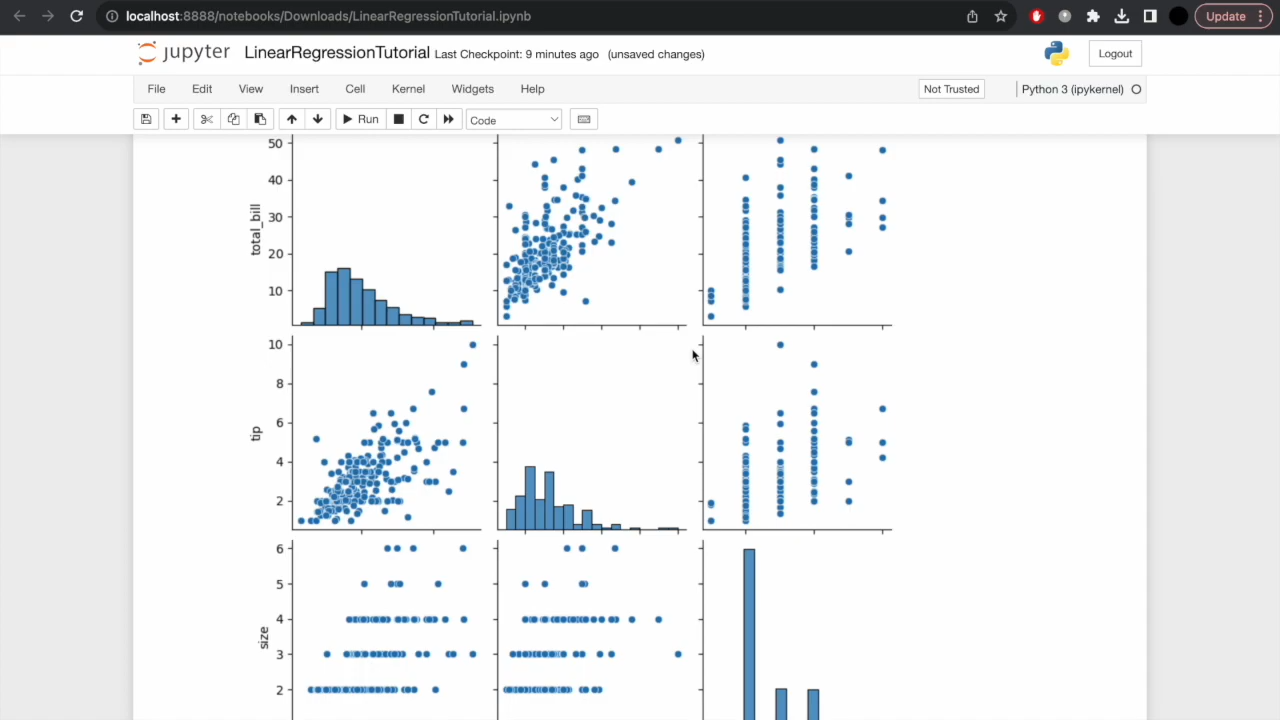 localhost:8888/notebooks/Downloads/LinearRegressionTutorial.ipynb
Update
jupyter LinearRegressionTutorial Last Checkpoint: 9 minutes ago (unsaved changes)
Logout
File Edit View Insert Cell Kernel Widgets Help
Not Trusted
Python 3 (ipykernel)
Run
Code
50
40
30
20
10
total_bill
10
8
6
4
2
tip
6
5
4
3
2
size